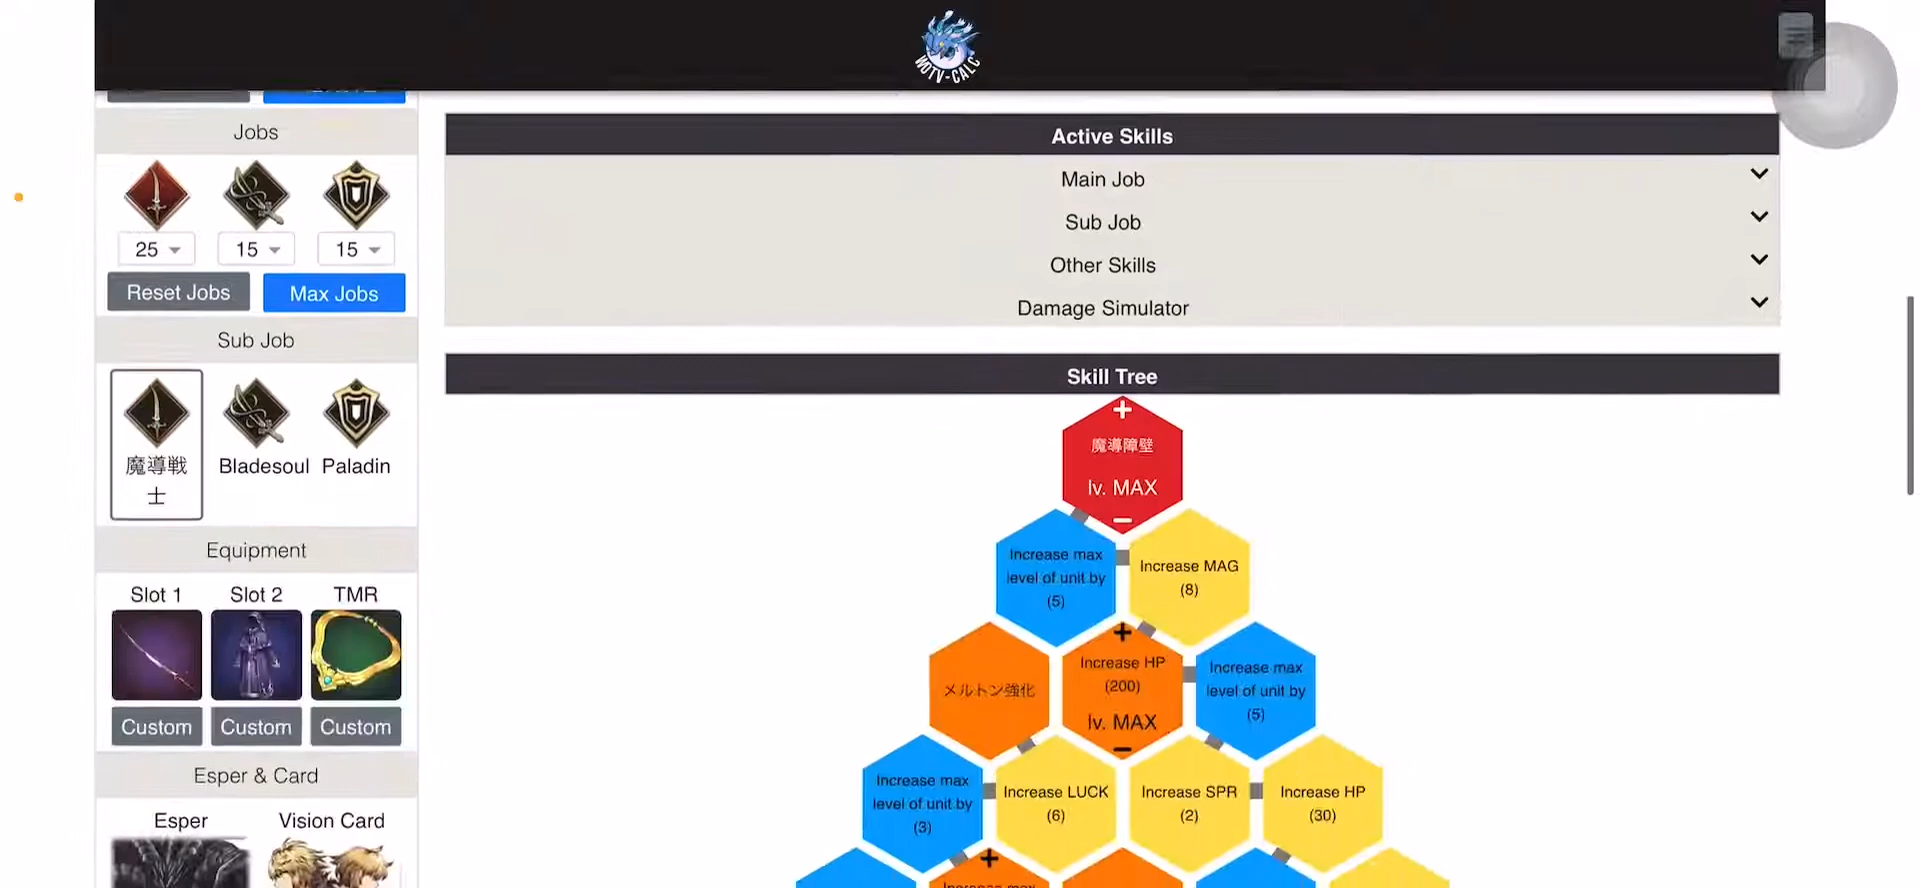 WOTV-CALC
Jobs
25
15
15
Reset Jobs
Max Jobs
Sub Job
魔導戦
士
Bladesoul
Paladin
Equipment
Slot 1
Slot 2
TMR
Custom
Custom
Custom
Esper & Card
Esper
Vision Card
Active Skills
Main Job
Sub Job
Other Skills
Damage Simulator
Skill Tree
+
魔導障壁
lv. MAX
−
Increase max
level of unit by
(5)
Increase MAG
(8)
メルトン強化
+
Increase HP
(200)
lv. MAX
−
Increase max
level of unit by
(5)
Increase max
level of unit by
(3)
Increase LUCK
(6)
Increase SPR
(2)
Increase HP
(30)
+
Increase max